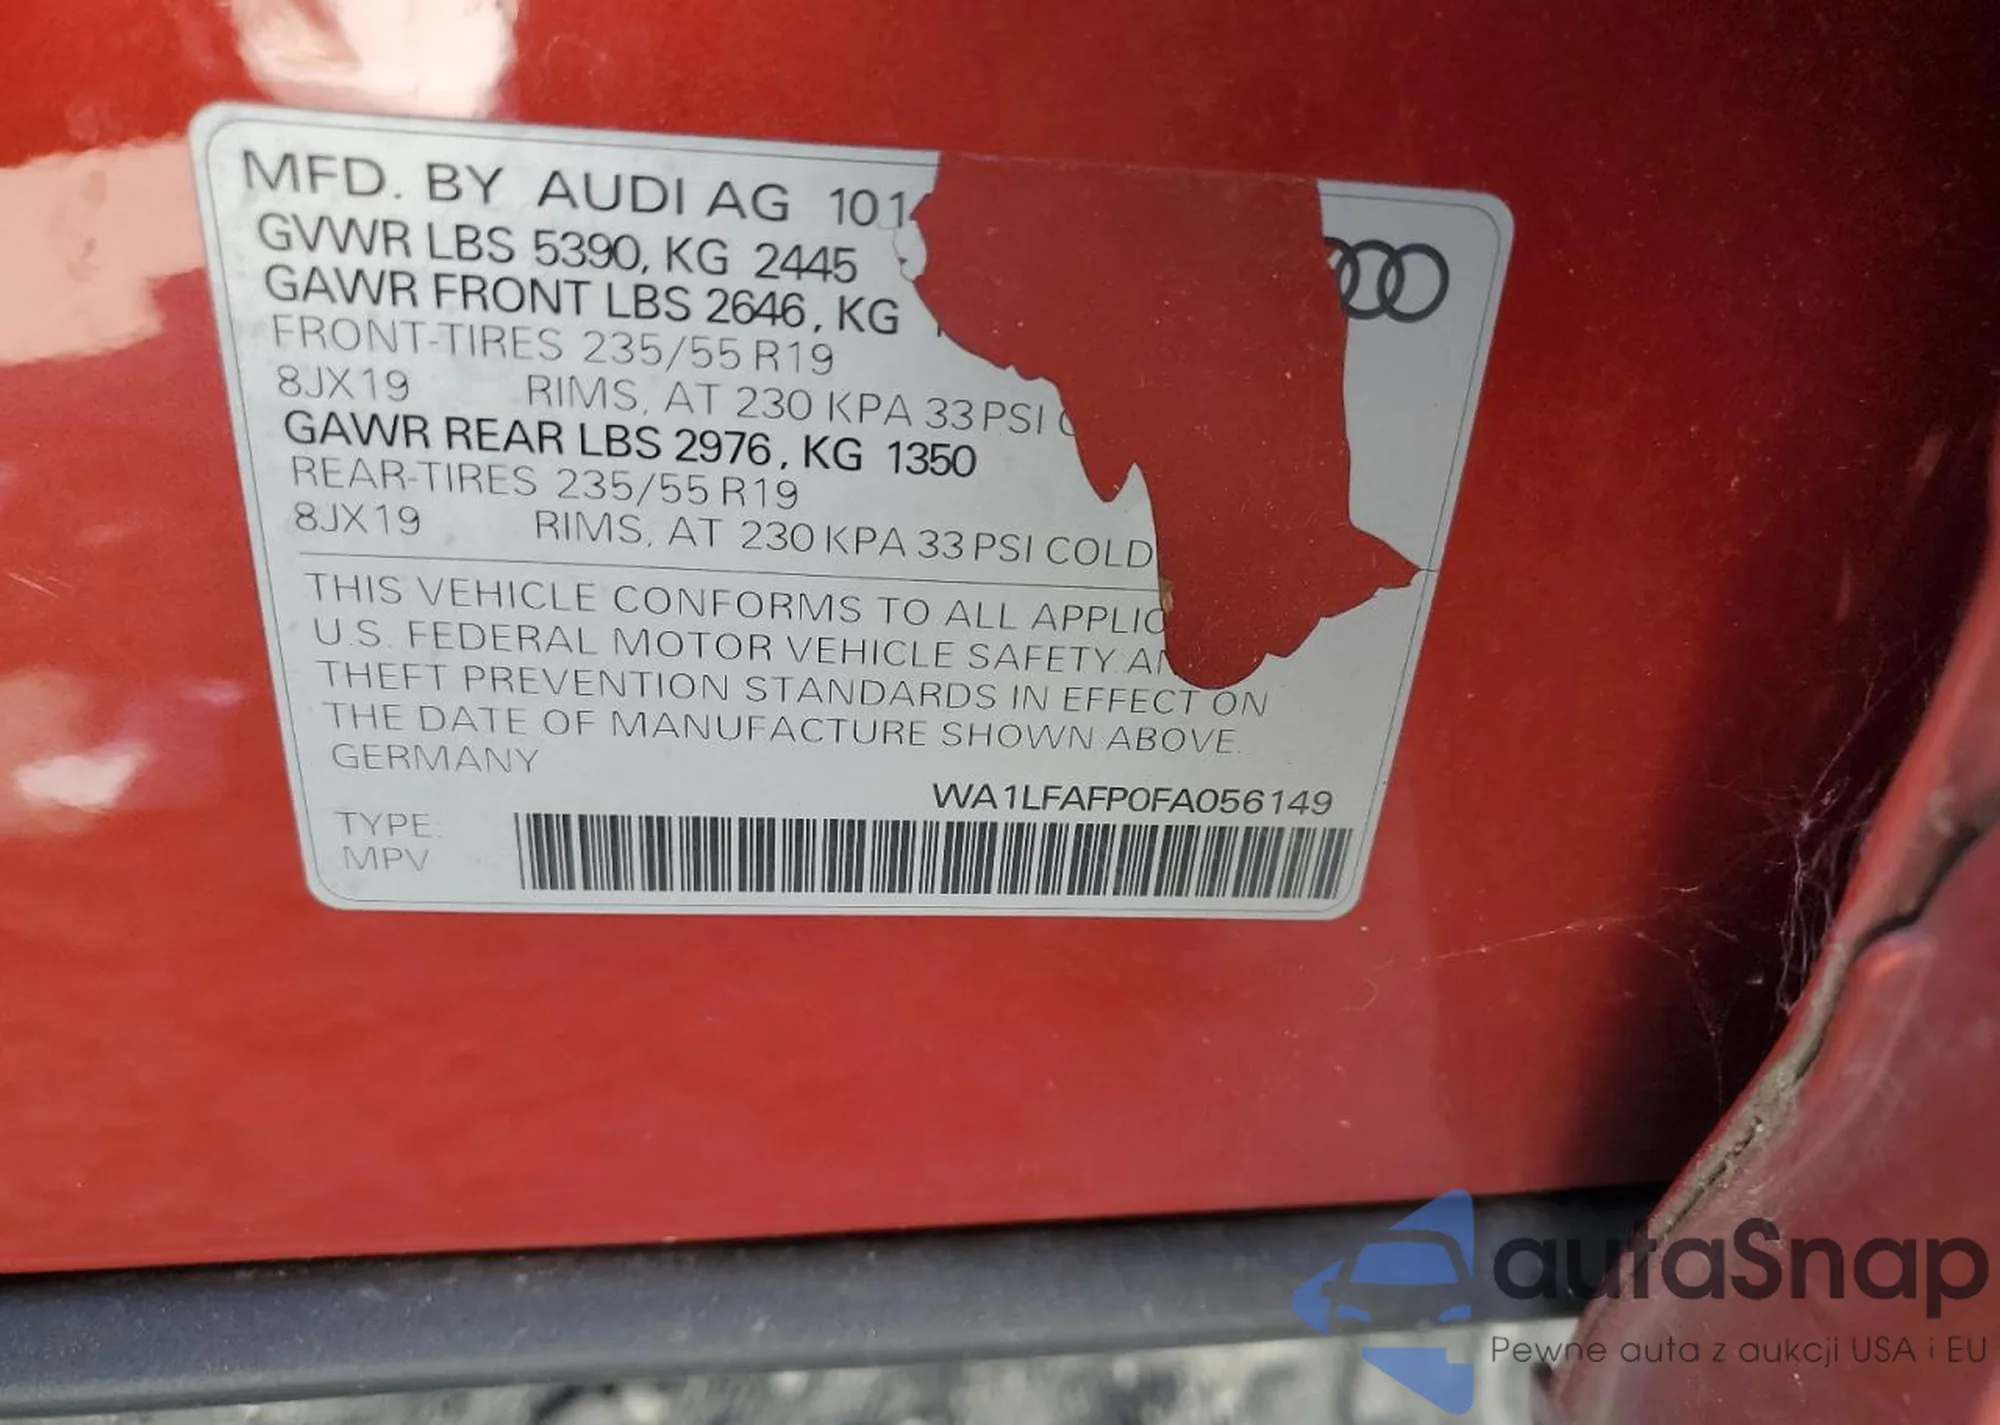 MFD. BY AUDI AG 101
GVWR LBS 5390, KG 2445
GAWR FRONT LBS 2646, KG
FRONT-TIRES 235/55 R19
8JX19 RIMS, AT 230 KPA 33 PSI
GAWR REAR LBS 2976, KG 1350
REAR-TIRES 235/55 R19
8JX19 RIMS, AT 230 KPA 33 PSI COLD
THIS VEHICLE CONFORMS TO ALL APPLIC
U.S. FEDERAL MOTOR VEHICLE SAFETY
THEFT PREVENTION STANDARDS IN EFFECT ON
THE DATE OF MANUFACTURE SHOWN ABOVE.
GERMANY
WA1LFAFP0FA056149
TYPE:
MPV
autaSnap
Pewne auta z aukcji USA i EU